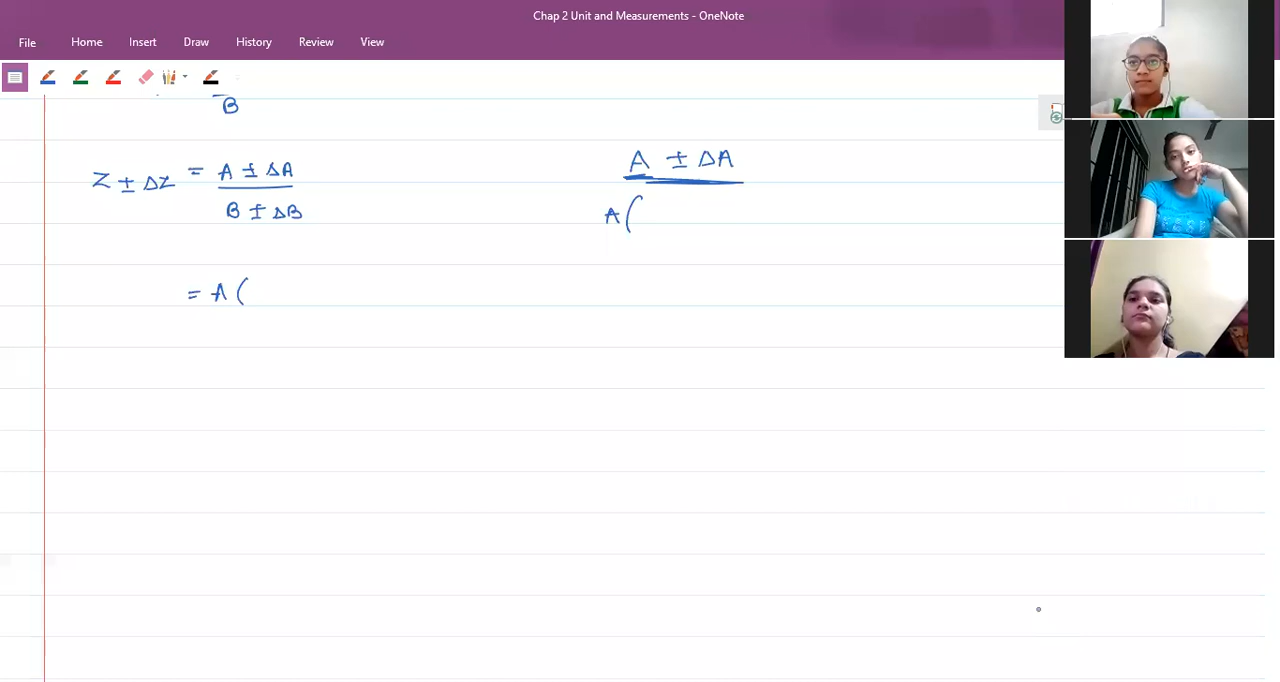 Chap 2 Unit and Measurements - OneNote
File Home Insert Draw History Review View
B
Z ± ΔZ = A ± ΔA
B ± ΔB
= A (
A ± ΔA
A (